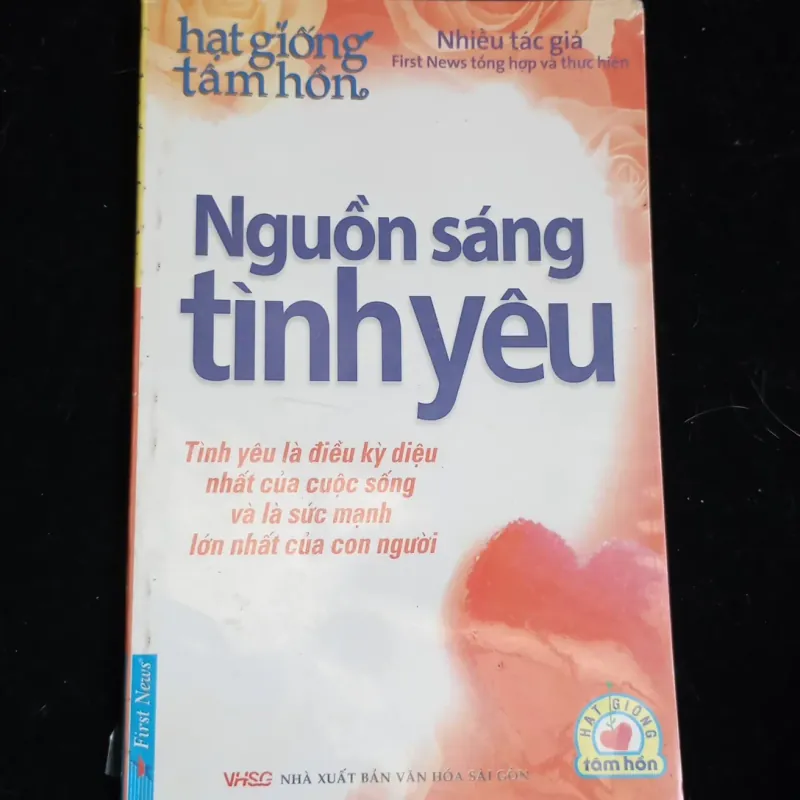 hạt giống
tâm hồn
Nhiều tác giả
First News tổng hợp và thực hiện
Nguồn sáng
tình yêu
Tình yêu là điều kỳ diệu
nhất của cuộc sống
và là sức mạnh
lớn nhất của con người
First News
HẠT GIỐNG
tâm hồn
VHSG NHÀ XUẤT BẢN VĂN HÓA SÀI GÒN